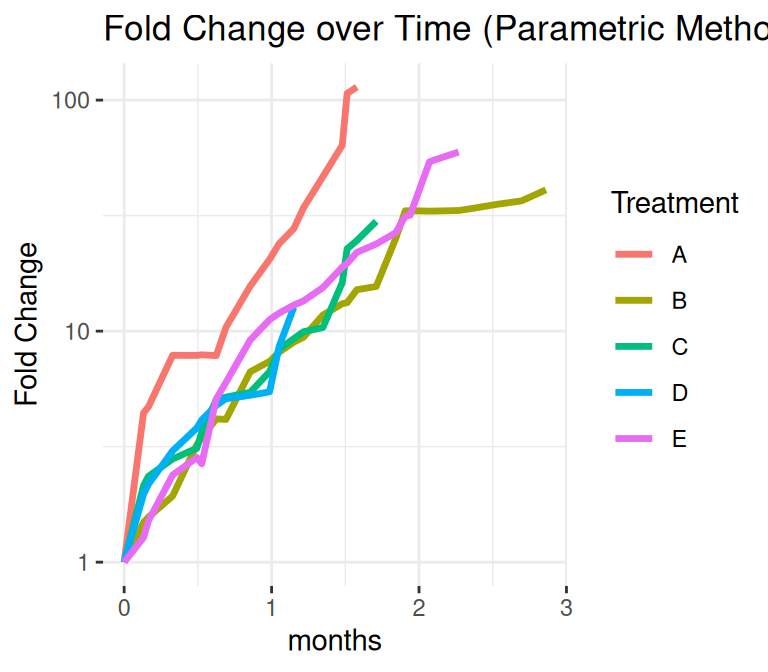 Fold Change over Time (Parametric Metho
100
10
1
Fold Change
0 1 2 3
months
Treatment
A
B
C
D
E